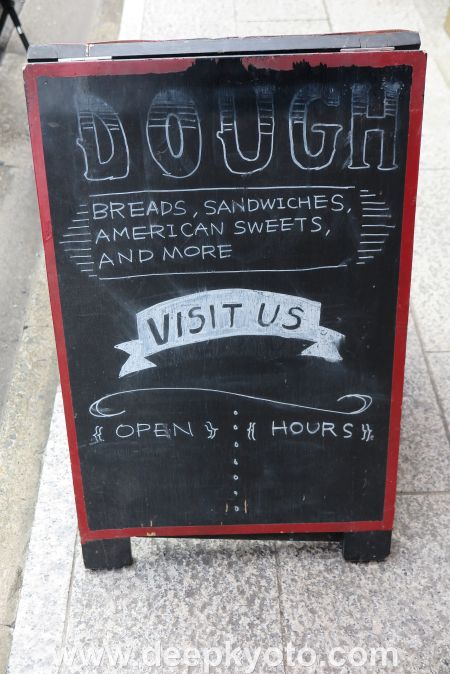 DOUGH
BREADS, SANDWICHES,
AMERICAN SWEETS,
AND MORE
VISIT US
OPEN HOURS
www.deepkyoto.com